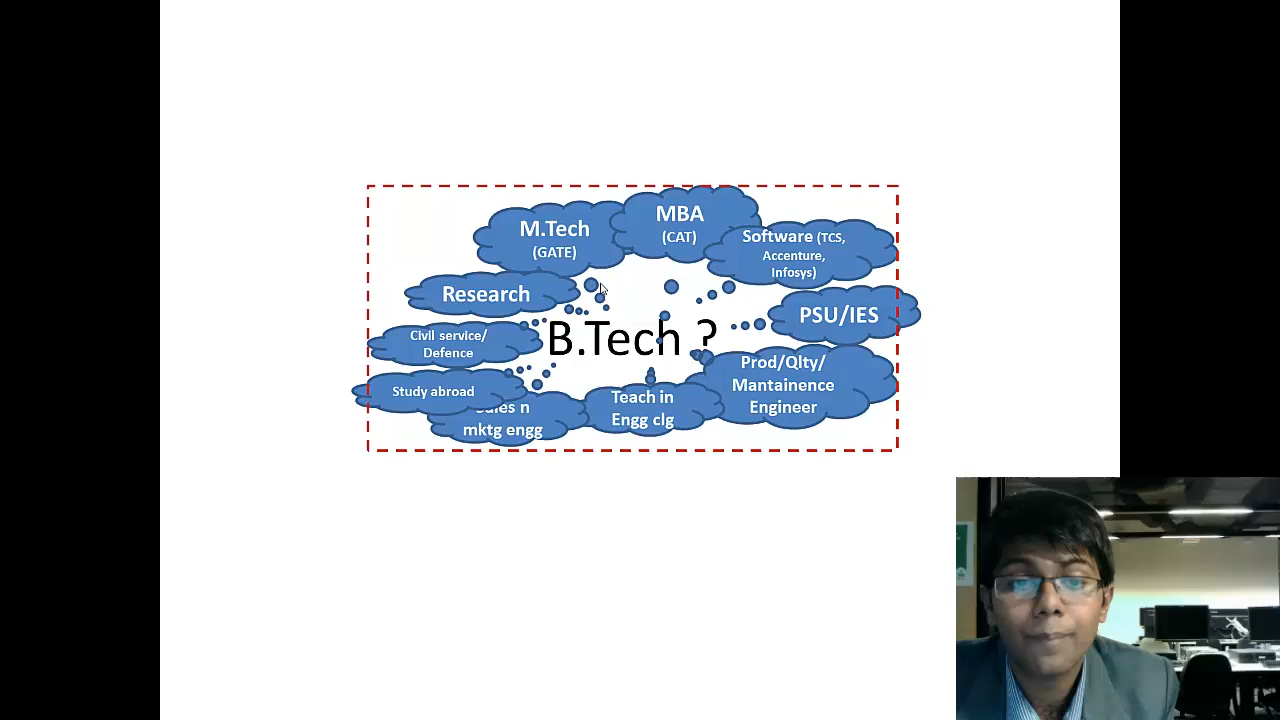 M.Tech
(GATE)
MBA
(CAT)
Software (TCS,
Accenture,
Infosys)
Research
PSU/IES
Civil service/
Defence
B.Tech ?
Prod/Qlty/
Mantainence
Engineer
Study abroad
Sales n
mktg engg
Teach in
Engg clg